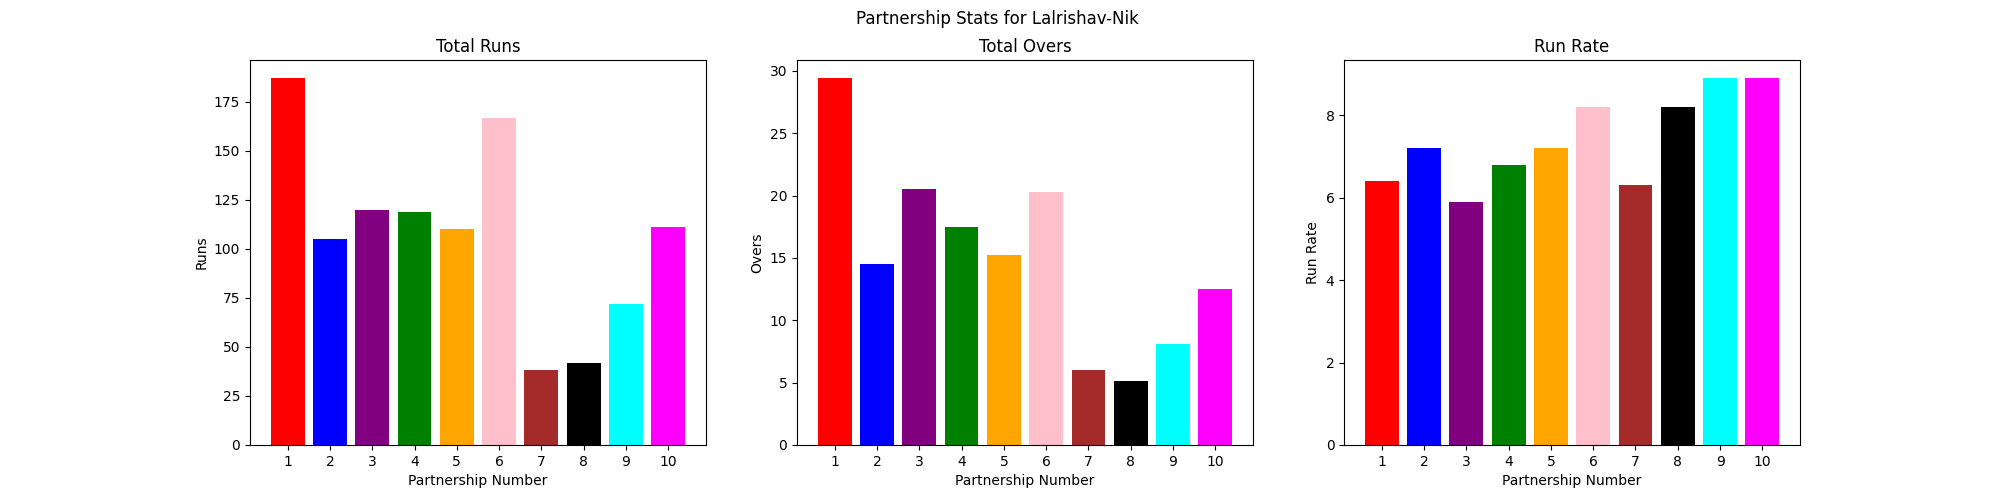 Partnership Stats for Lalrishav-Nik
Total Runs
Runs
175
150
125
100
75
50
25
0
1 2 3 4 5 6 7 8 9 10
Partnership Number
Total Overs
Overs
30
25
20
15
10
5
0
1 2 3 4 5 6 7 8 9 10
Partnership Number
Run Rate
Run Rate
8
6
4
2
0
1 2 3 4 5 6 7 8 9 10
Partnership Number